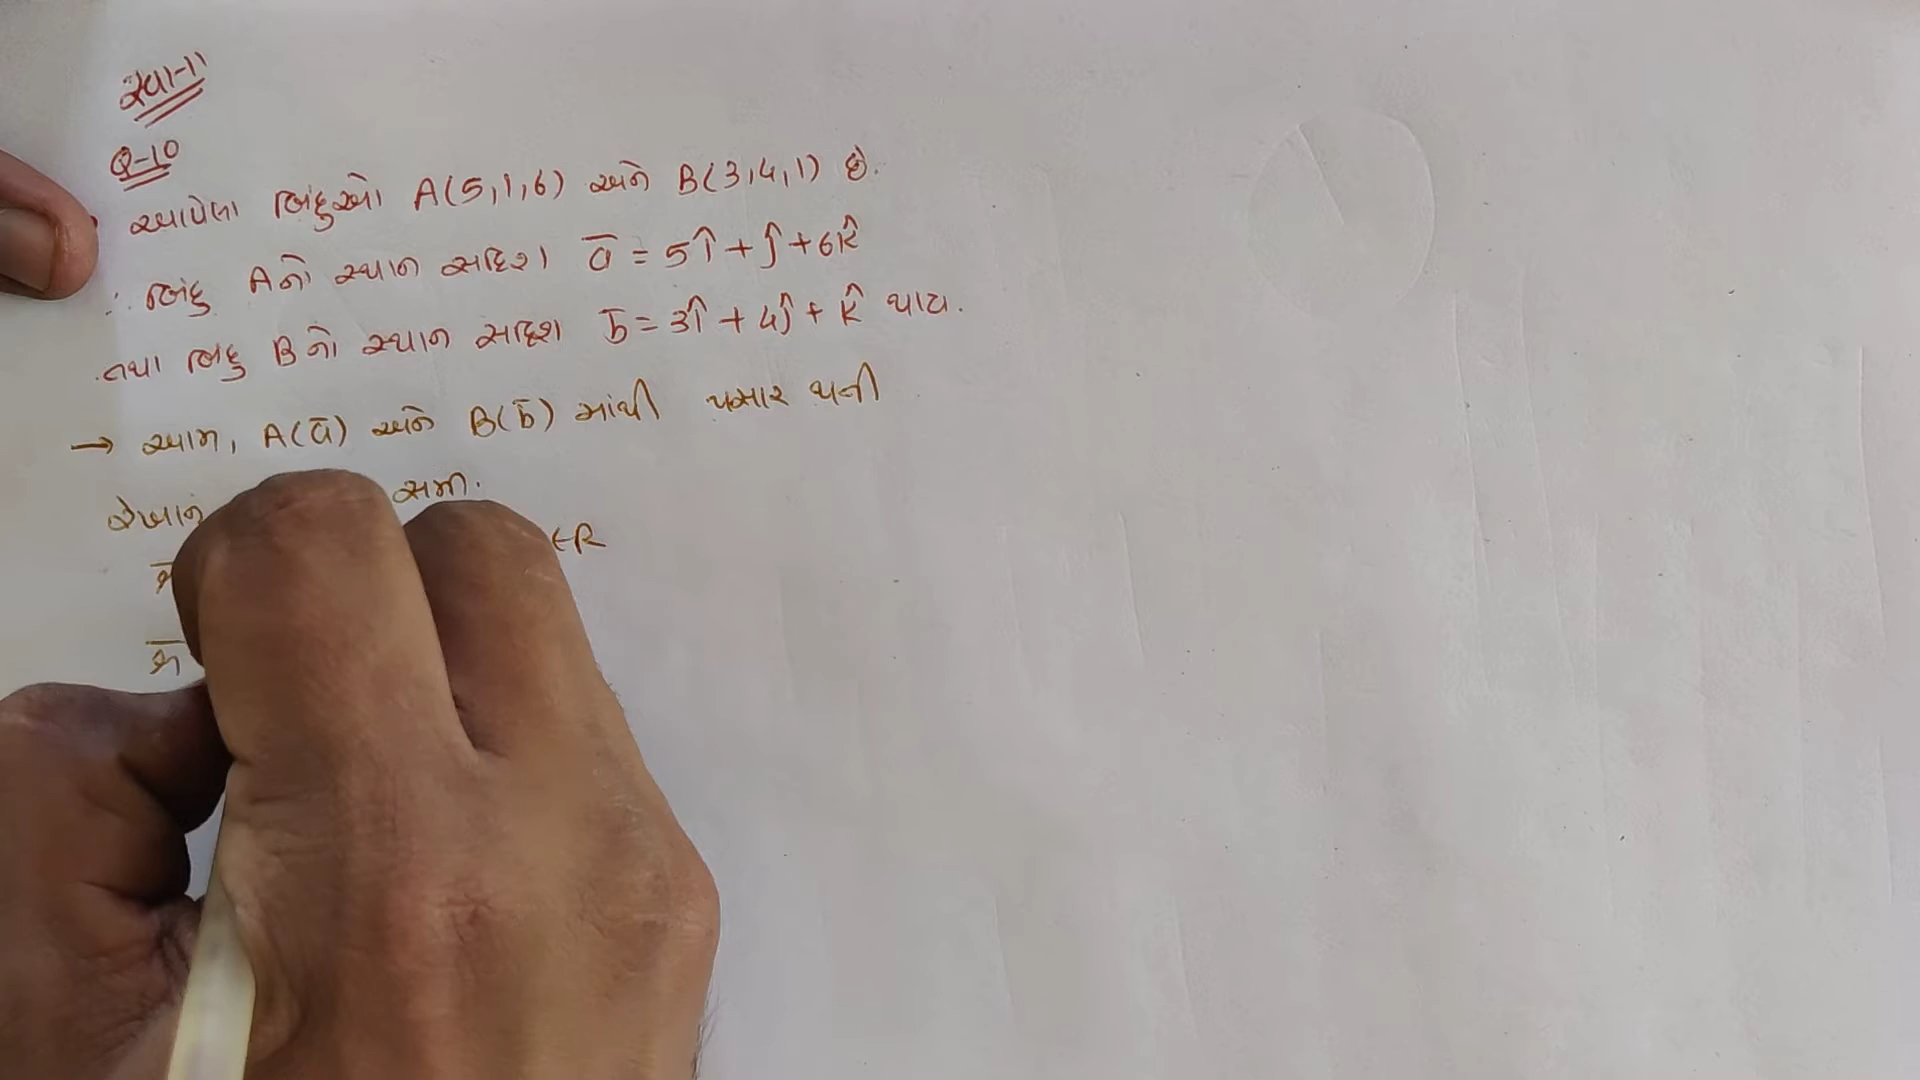 સ્વા-11
Q-10
આપેલા બિંદુઓ A(5,1,6) અને B(3,4,1) છે.
∴ બિંદુ A નો સ્થાન સદિશ a̅ = 5î + ĵ + 6k̂
તથા બિંદુ B નો સ્થાન સદિશ b̅ = 3î + 4ĵ + k̂ થાય.
→ આમ, A(a̅) અને B(b̅) માંથી પસાર થતી
સમી.
∈R
r̅
r̅